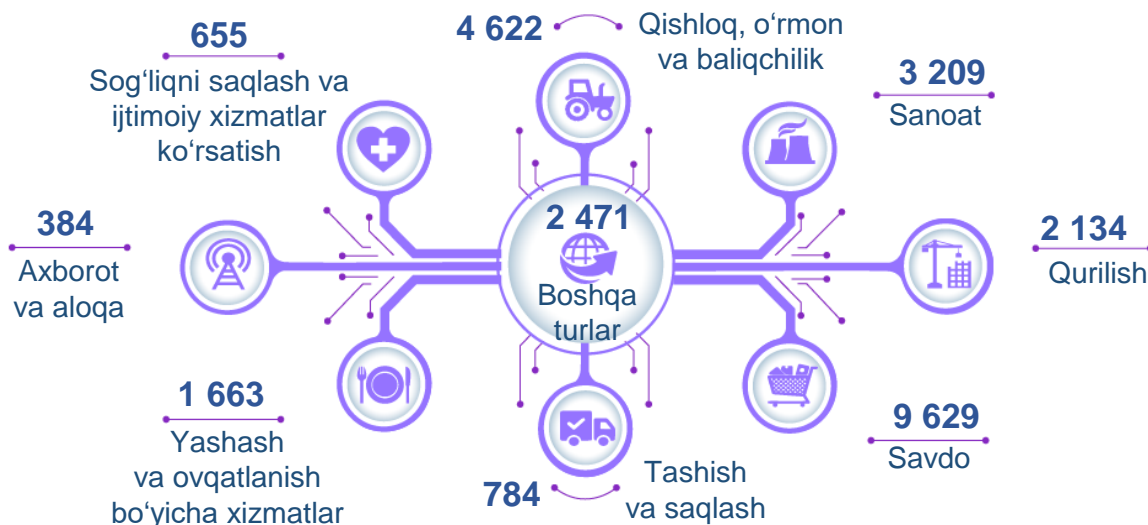 655
Sog‘liqni saqlash va
ijtimoiy xizmatlar
ko‘rsatish
4 622
Qishloq, o‘rmon
va baliqchilik
3 209
Sanoat
384
Axborot
va aloqa
2 471
Boshqa
turlar
2 134
Qurilish
1 663
Yashash
va ovqatlanish
bo‘yicha xizmatlar
784
Tashish
va saqlash
9 629
Savdo